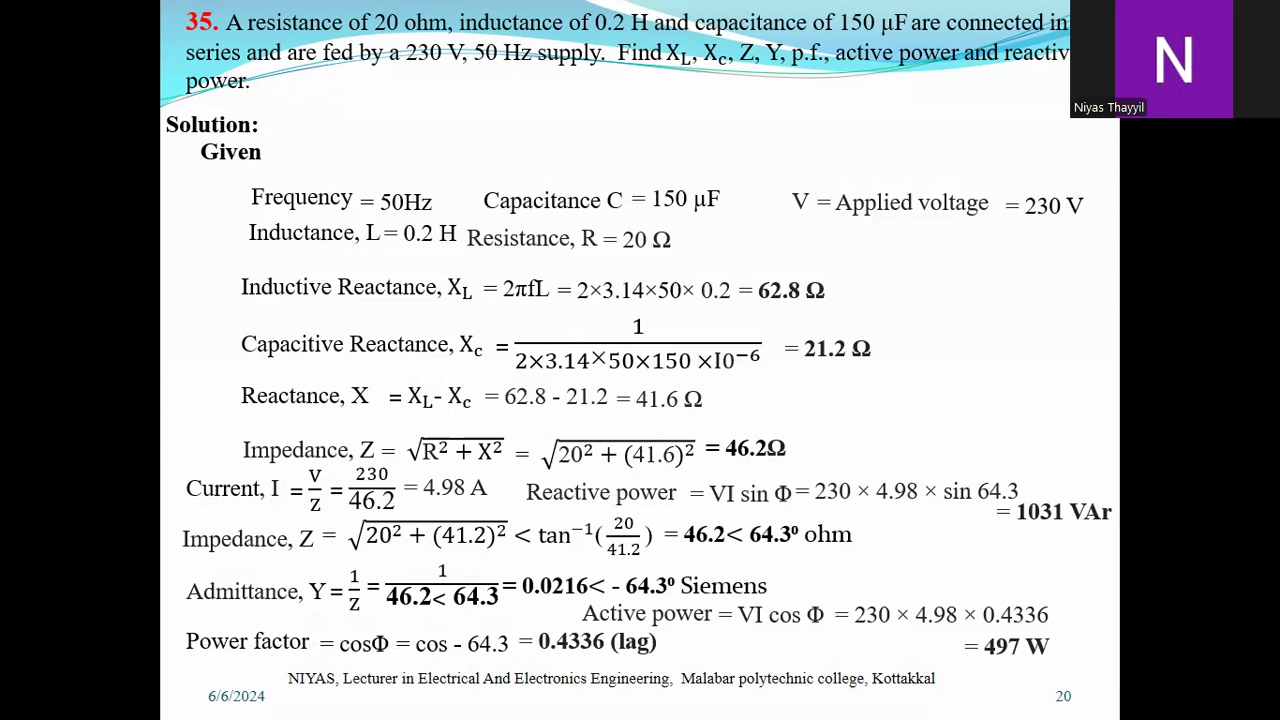 35. A resistance of 20 ohm, inductance of 0.2 H and capacitance of 150 μF are connected in
series and are fed by a 230 V, 50 Hz supply. Find X_L, X_c, Z, Y, p.f., active power and reactiv
power.
N
Niyas Thayyil
Solution:
Given
Frequency = 50Hz Capacitance C = 150 μF V = Applied voltage = 230 V
Inductance, L = 0.2 H Resistance, R = 20 Ω
Inductive Reactance, X_L = 2πfL = 2×3.14×50× 0.2 = 62.8 Ω
Capacitive Reactance, X_c = 1 / (2×3.14×50×150 ×I0⁻⁶) = 21.2 Ω
Reactance, X = X_L- X_c = 62.8 - 21.2 = 41.6 Ω
Impedance, Z = √(R² + X²) = √(20² + (41.6)²) = 46.2Ω
Current, I = V/Z = 230/46.2 = 4.98 A Reactive power = VI sin Φ = 230 × 4.98 × sin 64.3
= 1031 VAr
Impedance, Z = √(20² + (41.2)²) < tan⁻¹(20/41.2) = 46.2< 64.3⁰ ohm
Admittance, Y = 1/Z = 1/(46.2< 64.3) = 0.0216< - 64.3⁰ Siemens
Active power = VI cos Φ = 230 × 4.98 × 0.4336
Power factor = cosΦ = cos - 64.3 = 0.4336 (lag) = 497 W
NIYAS, Lecturer in Electrical And Electronics Engineering, Malabar polytechnic college, Kottakkal
6/6/2024 20